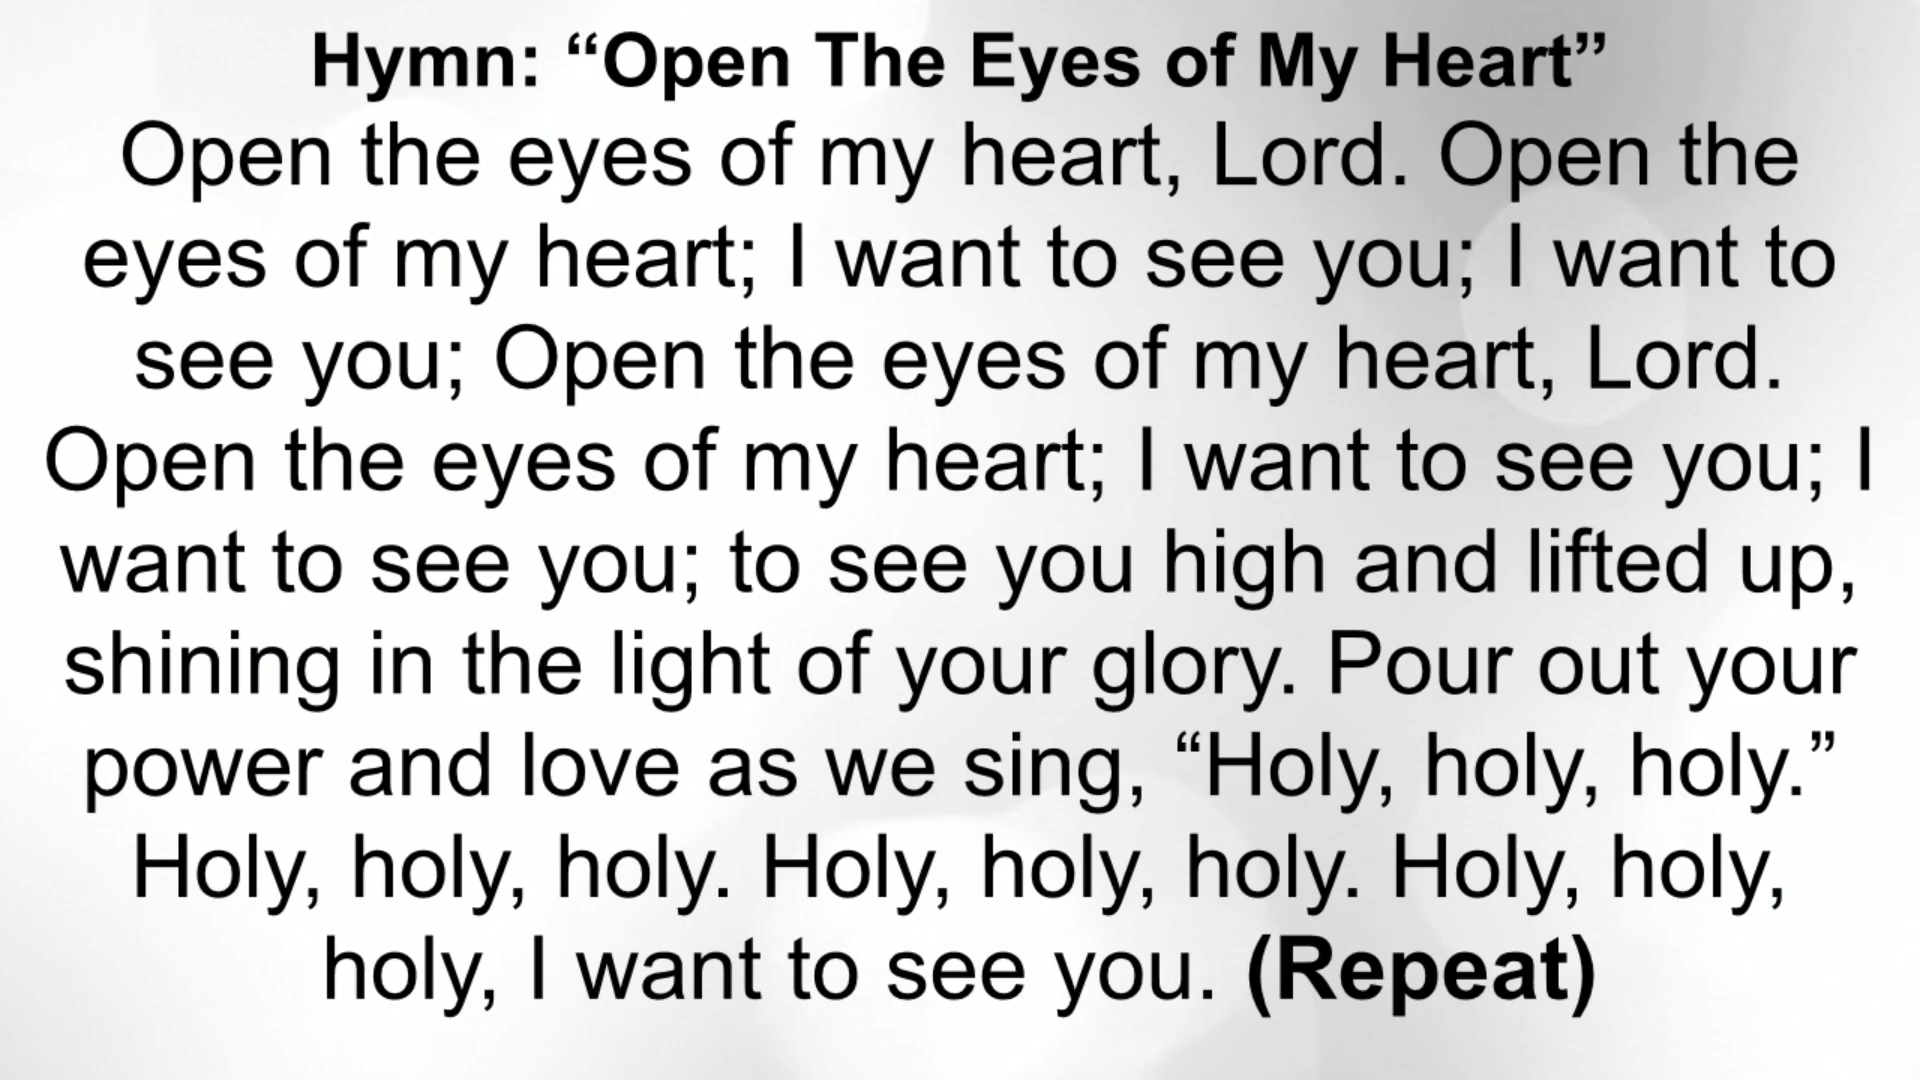 Hymn: “Open The Eyes of My Heart”
Open the eyes of my heart, Lord. Open the
eyes of my heart; I want to see you; I want to
see you; Open the eyes of my heart, Lord.
Open the eyes of my heart; I want to see you; I
want to see you; to see you high and lifted up,
shining in the light of your glory. Pour out your
power and love as we sing, “Holy, holy, holy.”
Holy, holy, holy. Holy, holy, holy. Holy, holy,
holy, I want to see you. (Repeat)